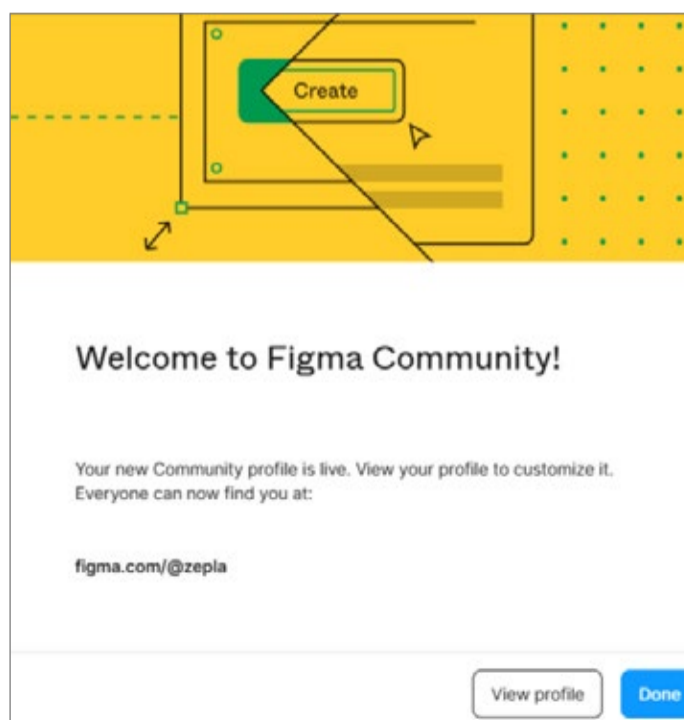 Create
Welcome to Figma Community!
Your new Community profile is live. View your profile to customize it.
Everyone can now find you at:
figma.com/@zepla
View profile
Done